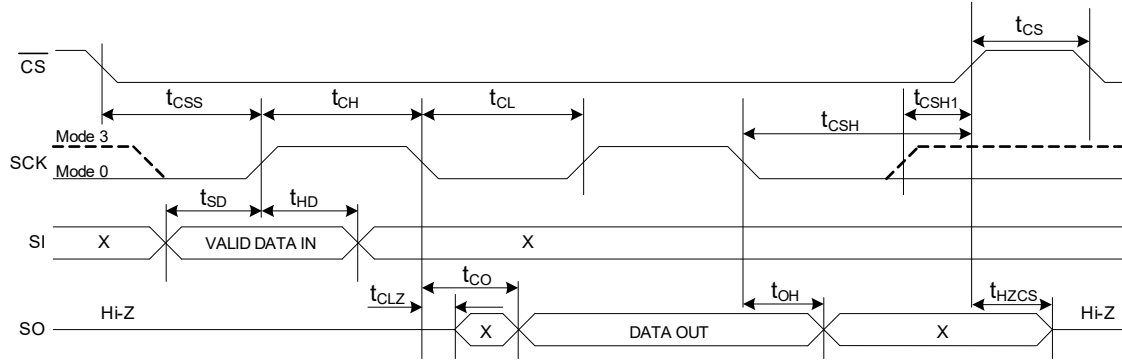 tCS
CS
tCSS
tCH
tCL
tCSH1
tCSH
Mode 3
SCK
Mode 0
tSD
tHD
SI
X
VALID DATA IN
X
tCO
tCLZ
tOH
tHZCS
Hi-Z
Hi-Z
SO
X
DATA OUT
X